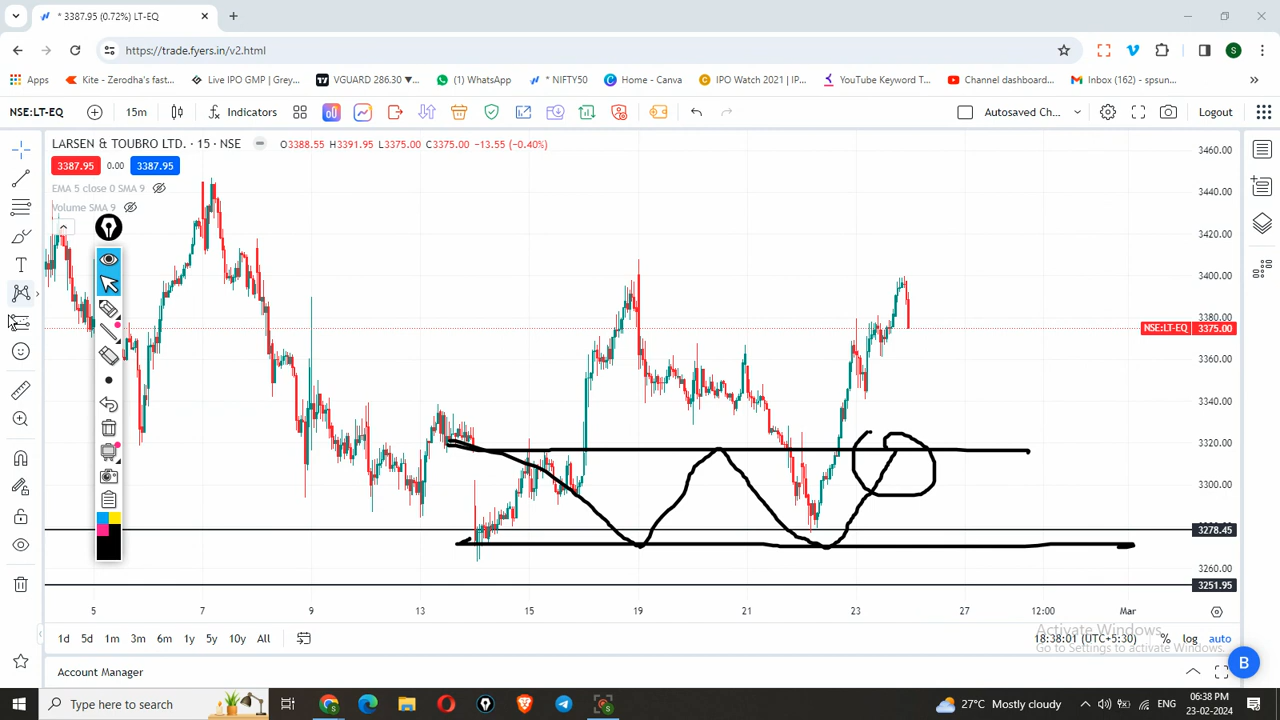 * 3387.95 (0.72%) LT-EQ
https://trade.fyers.in/v2.html
S
Apps
Kite - Zerodha's fast...
Live IPO GMP | Grey...
VGUARD 286.30 ▼...
(1) WhatsApp
* NIFTY50
Home - Canva
IPO Watch 2021 | IP...
YouTube Keyword T...
Channel dashboard...
Inbox (162) - spsun...
NSE:LT-EQ
15m
Indicators
Autosaved Ch...
Logout
LARSEN & TOUBRO LTD. · 15 · NSE
O3388.55 H3391.95 L3375.00 C3375.00 −13.55 (−0.40%)
3387.95 0.00 3387.95
EMA 5 close 0 SMA 9
Volume SMA 9
3460.00
3440.00
3420.00
3400.00
3380.00
NSE:LT-EQ 3375.00
3360.00
3340.00
3320.00
3300.00
3278.45
3260.00
3251.95
5 7 9 13 15 19 21 23 27 12:00 Mar
1d 5d 1m 3m 6m 1y 5y 10y All
18:38:01 (UTC+5:30) % log auto
Activate Windows
Go to Settings to activate Windows.
B
Account Manager
Type here to search
27°C Mostly cloudy
ENG
06:38 PM
23-02-2024